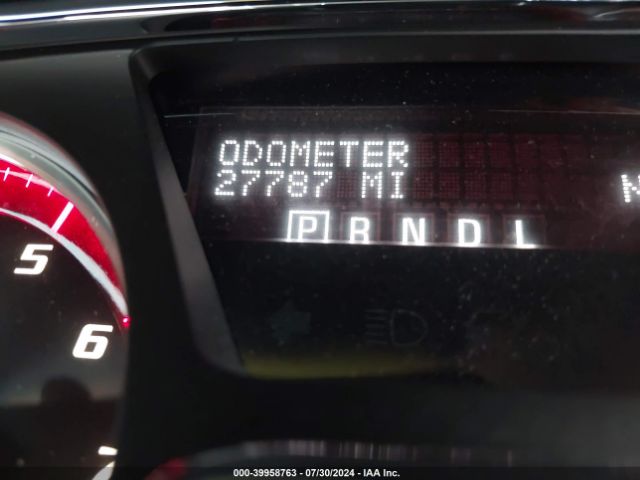 ODOMETER
27787 MI
N
P R N D L
5
6
000-39958763 - 07/30/2024 - IAA Inc.